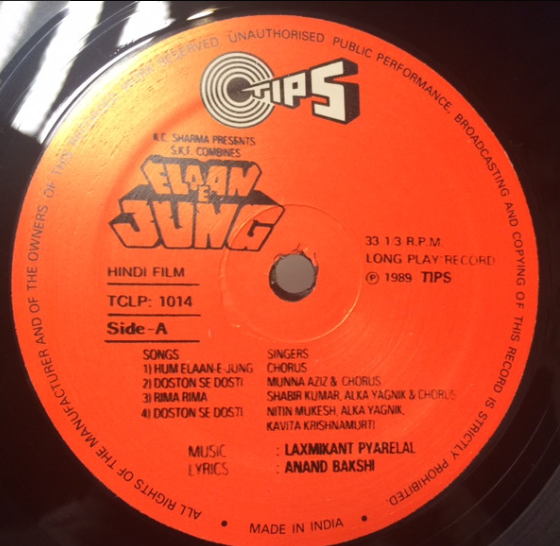 ALL RIGHTS OF THE MANUFACTURER AND OF THE OWNERS OF THE RECORDED WORK RESERVED. UNAUTHORISED PUBLIC PERFORMANCE, BROADCASTING AND COPYING OF THIS RECORD IS STRICTLY PROHIBITED.
TIPS
K.C. SHARMA PRESENTS
S.K.F. COMBINES
ELAAN
E
JUNG
33 1 3 R.P.M.
LONG PLAY RECORD
℗ 1989 TIPS
HINDI FILM
TCLP: 1014
Side-A
SONGS SINGERS
1) HUM ELAAN-E-JUNG CHORUS
2) DOSTON SE DOSTI MUNNA AZIZ & CHORUS
3) RIMA RIMA SHABIR KUMAR, ALKA YAGNIK & CHORUS
4) DOSTON SE DOSTI NITIN MUKESH, ALKA YAGNIK,
KAVITA KRISHNAMURTI
MUSIC : LAXMIKANT PYARELAL
LYRICS : ANAND BAKSHI
• MADE IN INDIA •